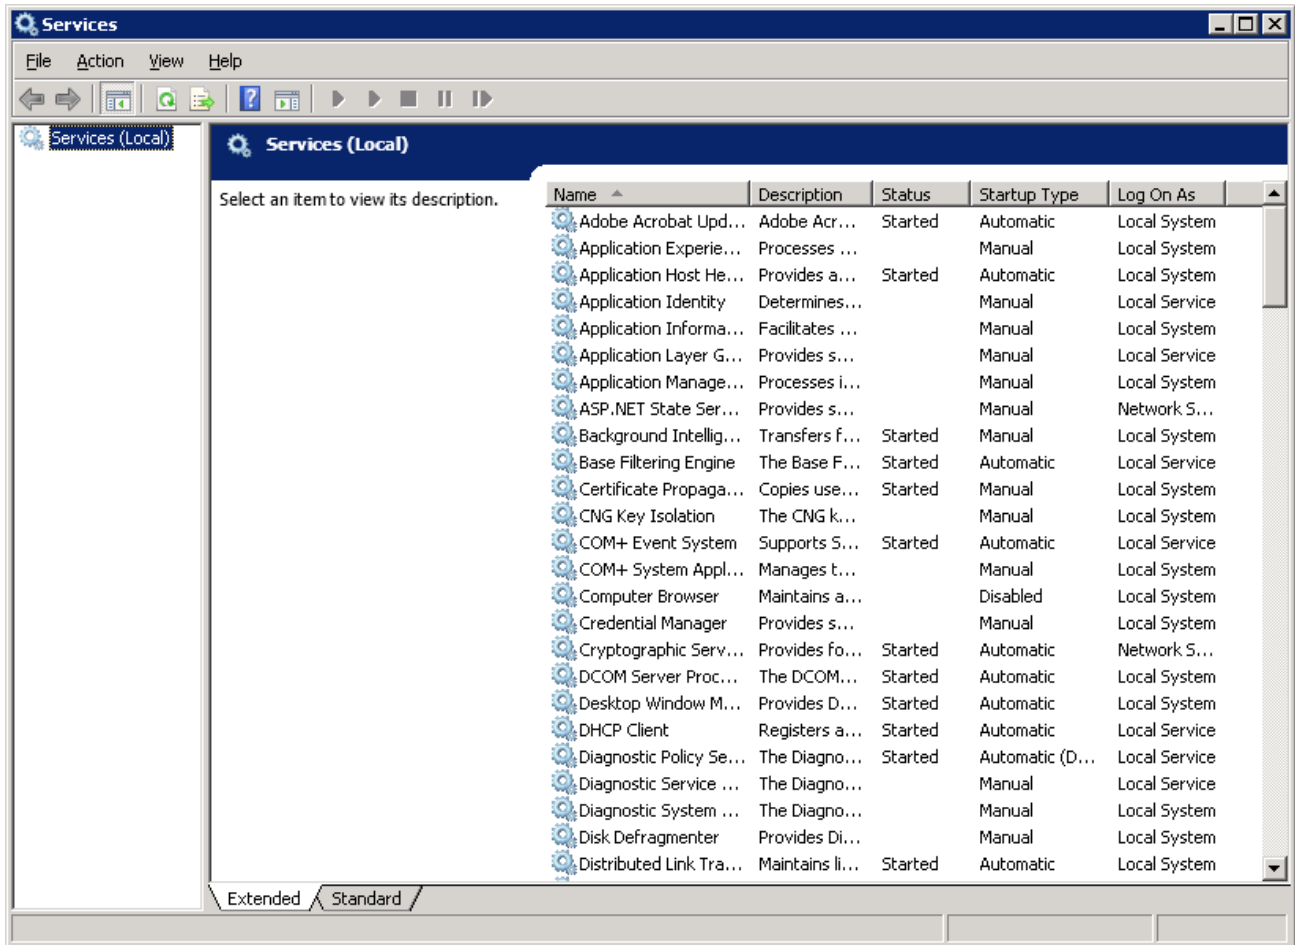 Services
File Action View Help
Services (Local)
Services (Local)
Select an item to view its description.
Name Description Status Startup Type Log On As
Adobe Acrobat Upd... Adobe Acr... Started Automatic Local System
Application Experie... Processes ... Manual Local System
Application Host He... Provides a... Started Automatic Local System
Application Identity Determines... Manual Local Service
Application Informa... Facilitates ... Manual Local System
Application Layer G... Provides s... Manual Local Service
Application Manage... Processes i... Manual Local System
ASP.NET State Ser... Provides s... Manual Network S...
Background Intellig... Transfers f... Started Manual Local System
Base Filtering Engine The Base F... Started Automatic Local Service
Certificate Propaga... Copies use... Started Manual Local System
CNG Key Isolation The CNG k... Manual Local System
COM+ Event System Supports S... Started Automatic Local Service
COM+ System Appl... Manages t... Manual Local System
Computer Browser Maintains a... Disabled Local System
Credential Manager Provides s... Manual Local System
Cryptographic Serv... Provides fo... Started Automatic Network S...
DCOM Server Proc... The DCOM... Started Automatic Local System
Desktop Window M... Provides D... Started Automatic Local System
DHCP Client Registers a... Started Automatic Local Service
Diagnostic Policy Se... The Diagno... Started Automatic (D... Local Service
Diagnostic Service ... The Diagno... Manual Local Service
Diagnostic System ... The Diagno... Manual Local System
Disk Defragmenter Provides Di... Manual Local System
Distributed Link Tra... Maintains li... Started Automatic Local System
Extended Standard